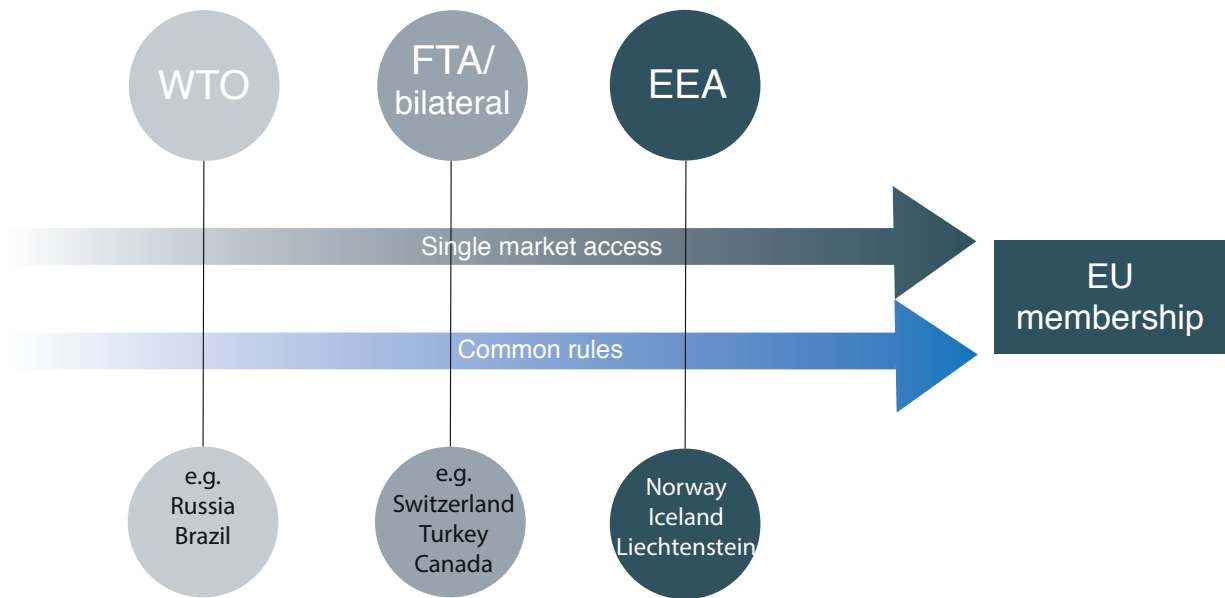 WTO
FTA/
bilateral
EEA
Single market access
EU
membership
Common rules
e.g.
Russia
Brazil
e.g.
Switzerland
Turkey
Canada
Norway
Iceland
Liechtenstein